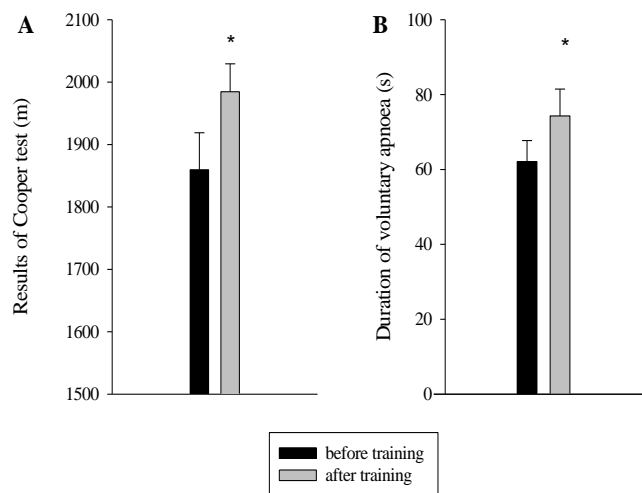 A
Results of Cooper test (m)
2100
2000
1900
1800
1700
1600
1500
*
B
Duration of voluntary apnoea (s)
100
80
60
40
20
0
*
before training
after training